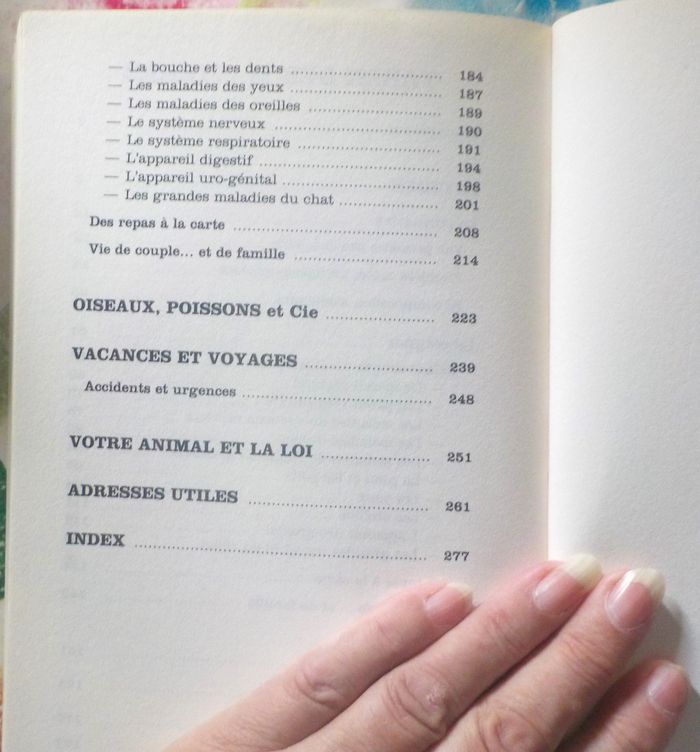 — La bouche et les dents ........................................ 184
— Les maladies des yeux ........................................ 187
— Les maladies des oreilles ................................... 189
— Le système nerveux .......................................... 190
— Le système respiratoire ..................................... 191
— L'appareil digestif ............................................. 194
— L'appareil uro-génital ......................................... 198
— Les grandes maladies du chat .......................... 201
Des repas à la carte ................................................ 208
Vie de couple... et de famille ................................... 214
OISEAUX, POISSONS et Cie ........................... 223
VACANCES ET VOYAGES ................................ 239
Accidents et urgences .............................................. 248
VOTRE ANIMAL ET LA LOI ............................ 251
ADRESSES UTILES ............................................ 261
INDEX .................................................................... 277